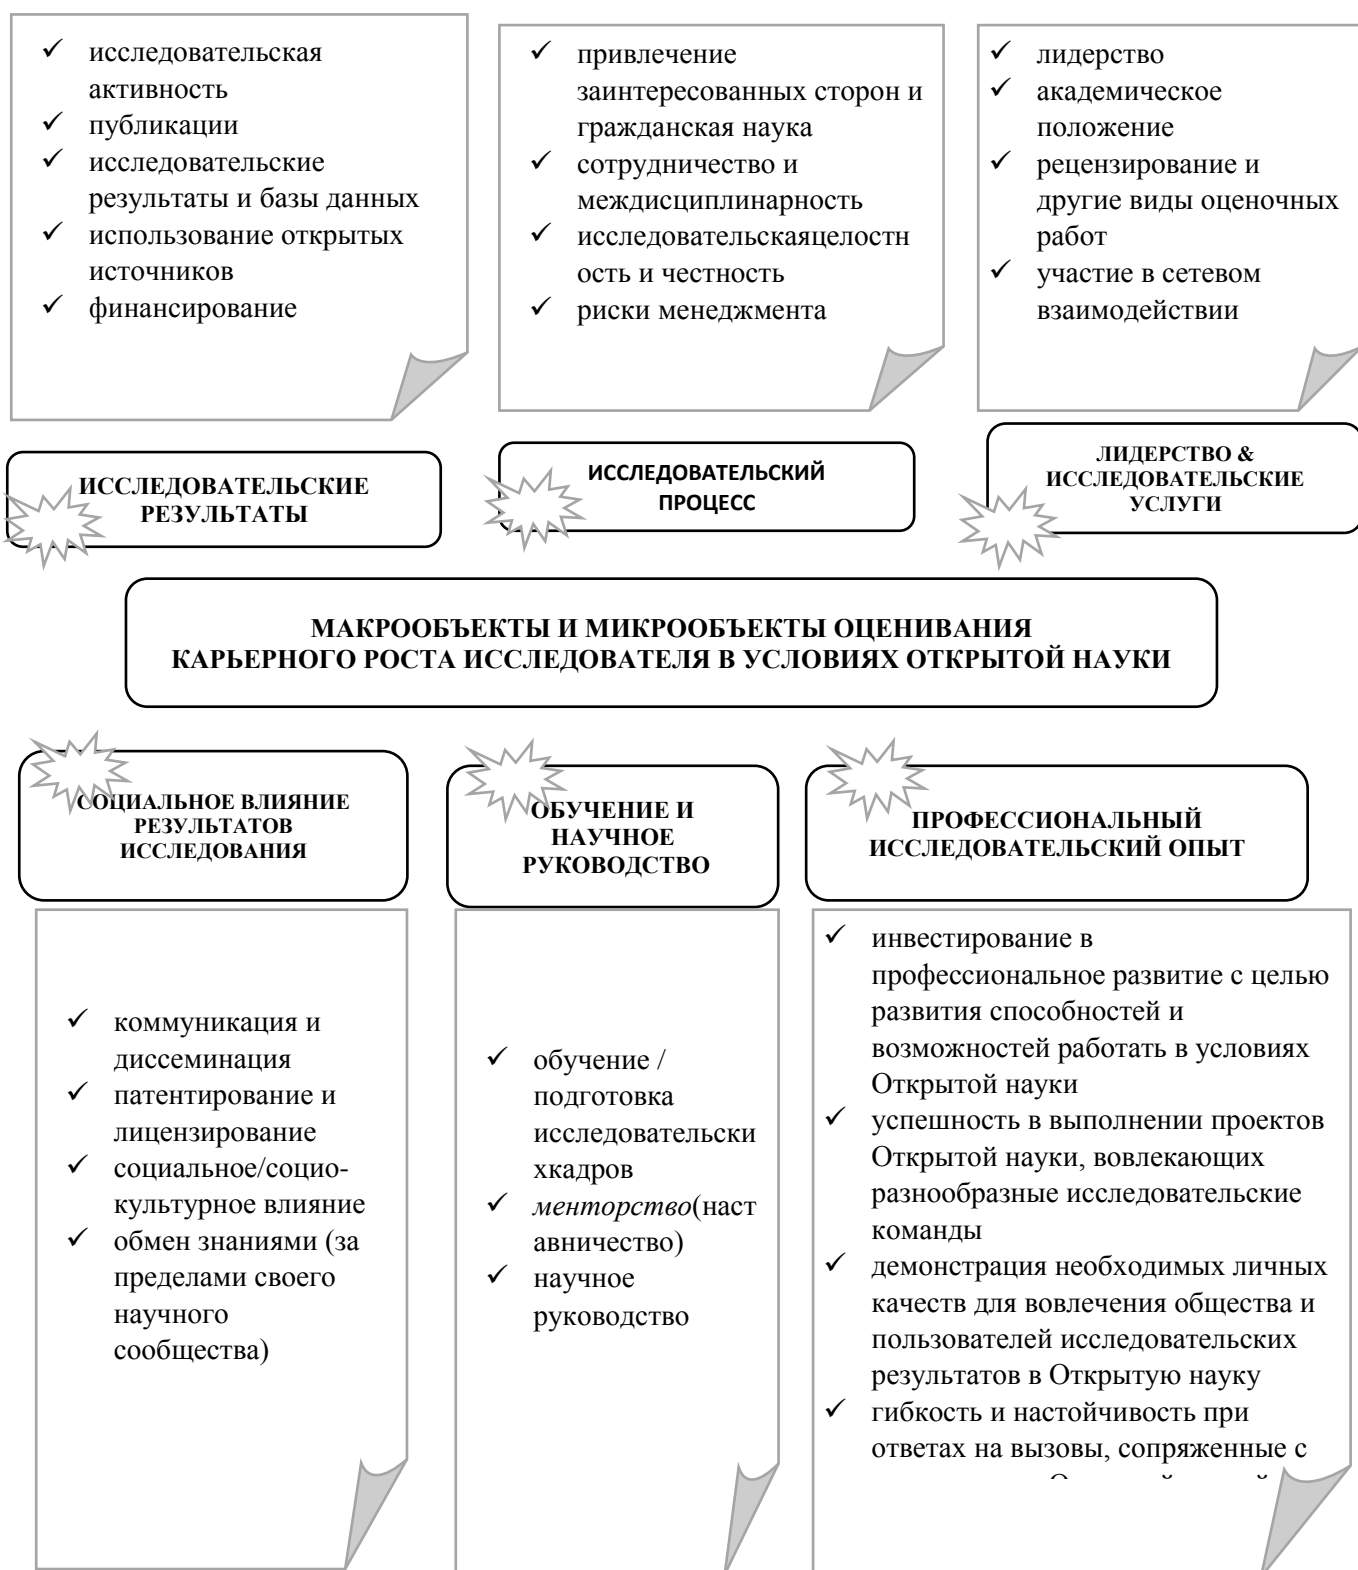 ✓ исследовательская
активность
✓ публикации
✓ исследовательские
результаты и базы данных
✓ использование открытых
источников
✓ финансирование
✓ привлечение
заинтересованных сторон и
гражданская наука
✓ сотрудничество и
междисциплинарность
✓ исследовательскаяцелостн
ость и честность
✓ риски менеджмента
✓ лидерство
✓ академическое
положение
✓ рецензирование и
другие виды оценочных
работ
✓ участие в сетевом
взаимодействии
ИССЛЕДОВАТЕЛЬСКИЕ
РЕЗУЛЬТАТЫ
ИССЛЕДОВАТЕЛЬСКИЙ
ПРОЦЕСС
ЛИДЕРСТВО &
ИССЛЕДОВАТЕЛЬСКИЕ
УСЛУГИ
МАКРООБЪЕКТЫ И МИКРООБЪЕКТЫ ОЦЕНИВАНИЯ
КАРЬЕРНОГО РОСТА ИССЛЕДОВАТЕЛЯ В УСЛОВИЯХ ОТКРЫТОЙ НАУКИ
СОЦИАЛЬНОЕ ВЛИЯНИЕ
РЕЗУЛЬТАТОВ
ИССЛЕДОВАНИЯ
ОБУЧЕНИЕ И
НАУЧНОЕ
РУКОВОДСТВО
ПРОФЕССИОНАЛЬНЫЙ
ИССЛЕДОВАТЕЛЬСКИЙ ОПЫТ
✓ коммуникация и
диссеминация
✓ патентирование и
лицензирование
✓ социальное/социо-
культурное влияние
✓ обмен знаниями (за
пределами своего
научного
сообщества)
✓ обучение /
подготовка
исследовательски
хкадров
✓ менторство(наст
авничество)
✓ научное
руководство
✓ инвестирование в
профессиональное развитие с целью
развития способностей и
возможностей работать в условиях
Открытой науки
✓ успешность в выполнении проектов
Открытой науки, вовлекающих
разнообразные исследовательские
команды
✓ демонстрация необходимых личных
качеств для вовлечения общества и
пользователей исследовательских
результатов в Открытую науку
✓ гибкость и настойчивость при
ответах на вызовы, сопряженные с